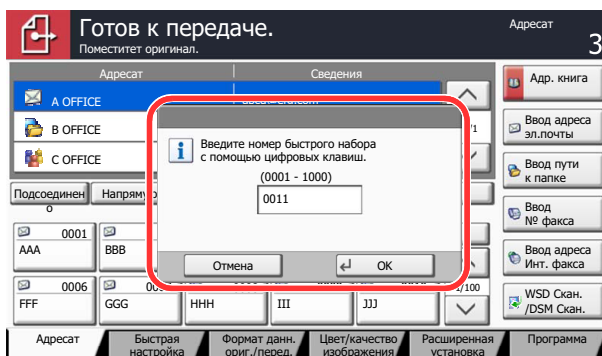 Готов к передаче.
Поместитет оригинал.
Адресат
3
Адресат
Сведения
A OFFICE
B OFFICE
C OFFICE
Введите номер быстрого набора
с помощью цифровых клавиш.
(0001 - 1000)
0011
Отмена
OK
Подсоединен
о
0001
AAA
BBB
0006
FFF
GGG
HHH
III
JJJ
1/100
Адр. книга
Ввод адреса
эл.почты
Ввод пути
к папке
Ввод
№ факса
Ввод адреса
Инт. факса
WSD Скан.
/DSM Скан.
Адресат
Быстрая
настройка
Формат данн.
ориг./перед.
Цвет/качество
изображения
Расширенная
установка
Программа